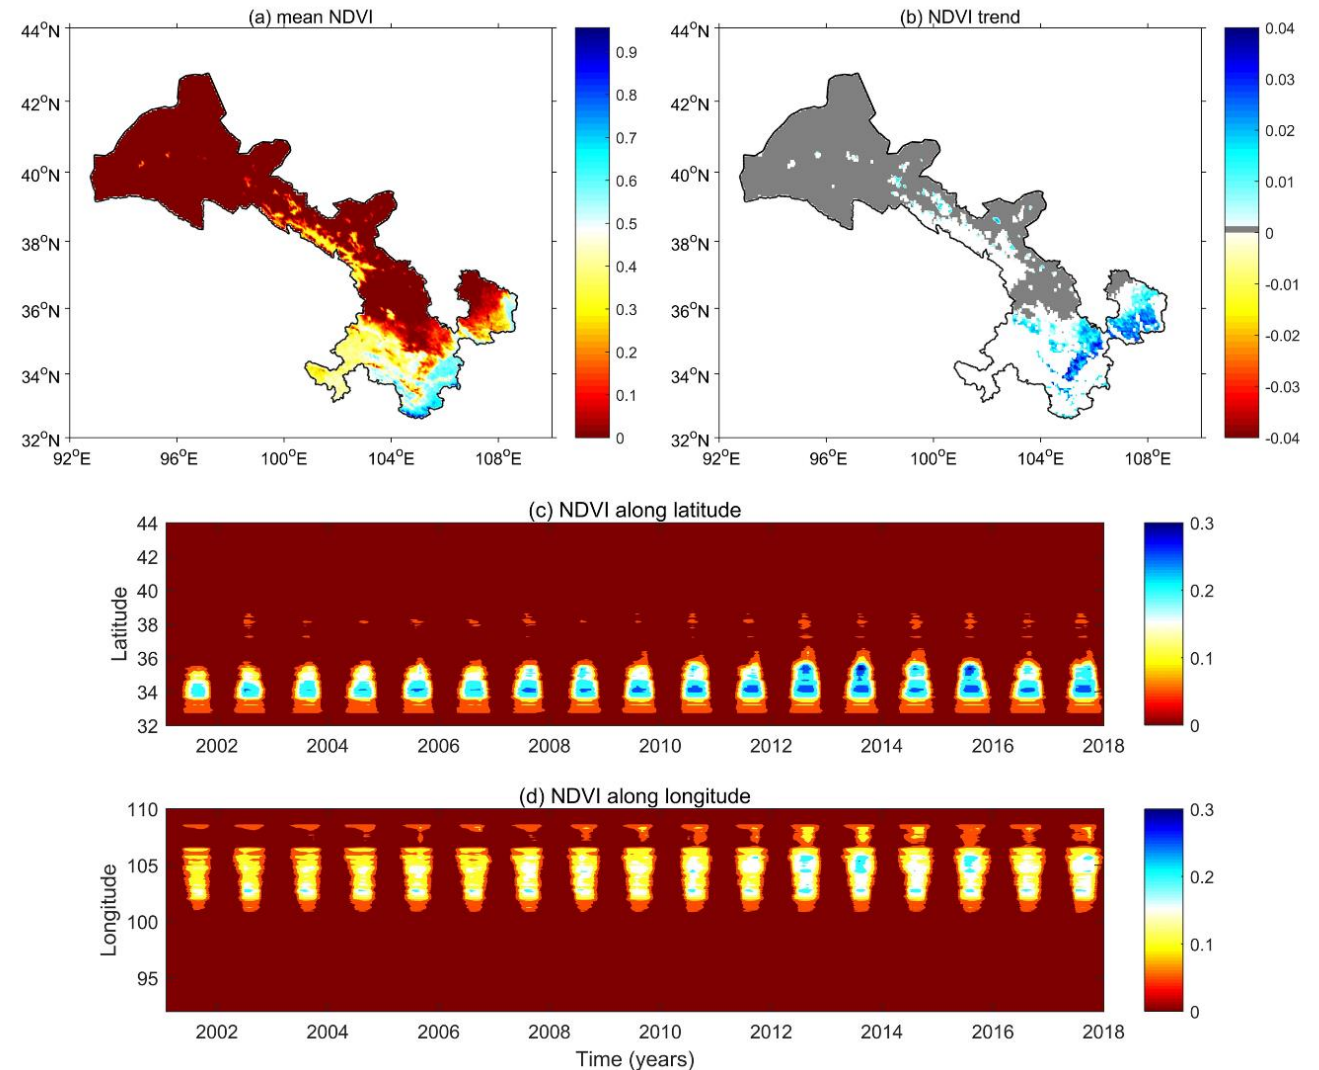 (a) mean NDVI
44°N
42°N
40°N
38°N
36°N
34°N
32°N
92°E 96°E 100°E 104°E 108°E
0.9
0.8
0.7
0.6
0.5
0.4
0.3
0.2
0.1
0
(b) NDVI trend
44°N
42°N
40°N
38°N
36°N
34°N
32°N
92°E 96°E 100°E 104°E 108°E
0.04
0.03
0.02
0.01
0
-0.01
-0.02
-0.03
-0.04
(c) NDVI along latitude
Latitude
44
42
40
38
36
34
32
2002 2004 2006 2008 2010 2012 2014 2016 2018
0.3
0.2
0.1
0
(d) NDVI along longitude
Longitude
110
105
100
95
2002 2004 2006 2008 2010 2012 2014 2016 2018
Time (years)
0.3
0.2
0.1
0